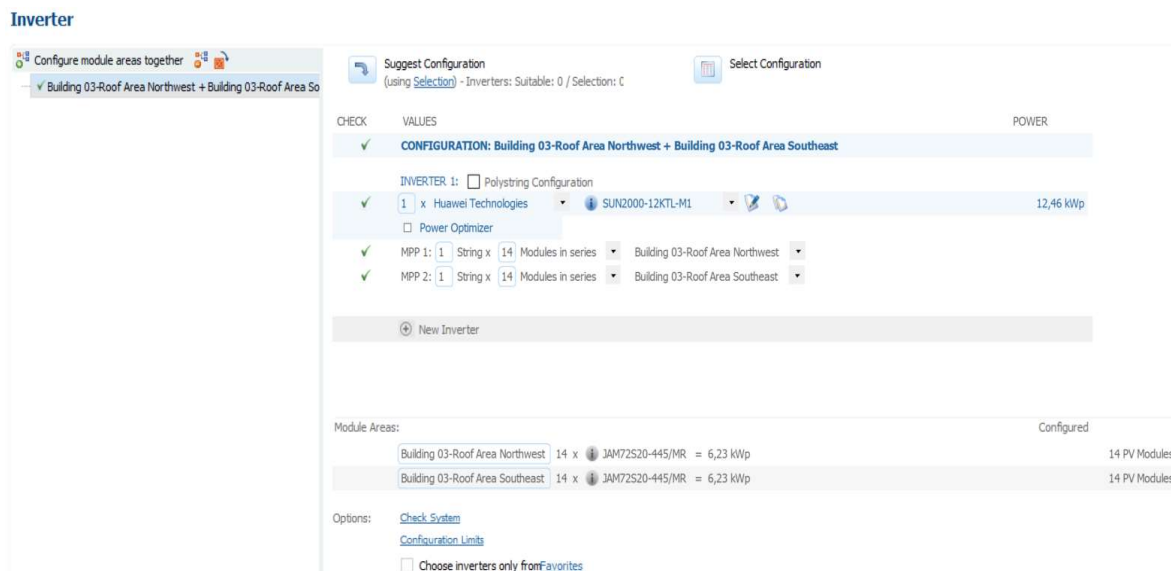 Inverter
Configure module areas together
Building 03-Roof Area Northwest + Building 03-Roof Area So
Suggest Configuration
(using Selection) - Inverters: Suitable: 0 / Selection: 0
Select Configuration
CHECK VALUES POWER
CONFIGURATION: Building 03-Roof Area Northwest + Building 03-Roof Area Southeast
INVERTER 1: Polystring Configuration
1 x Huawei Technologies SUN2000-12KTL-M1 12,46 kWp
Power Optimizer
MPP 1: 1 String x 14 Modules in series Building 03-Roof Area Northwest
MPP 2: 1 String x 14 Modules in series Building 03-Roof Area Southeast
New Inverter
Module Areas: Configured
Building 03-Roof Area Northwest 14 x JAM72S20-445/MR = 6,23 kWp 14 PV Modules
Building 03-Roof Area Southeast 14 x JAM72S20-445/MR = 6,23 kWp 14 PV Modules
Options: Check System
Configuration Limits
Choose inverters only fromFavorites